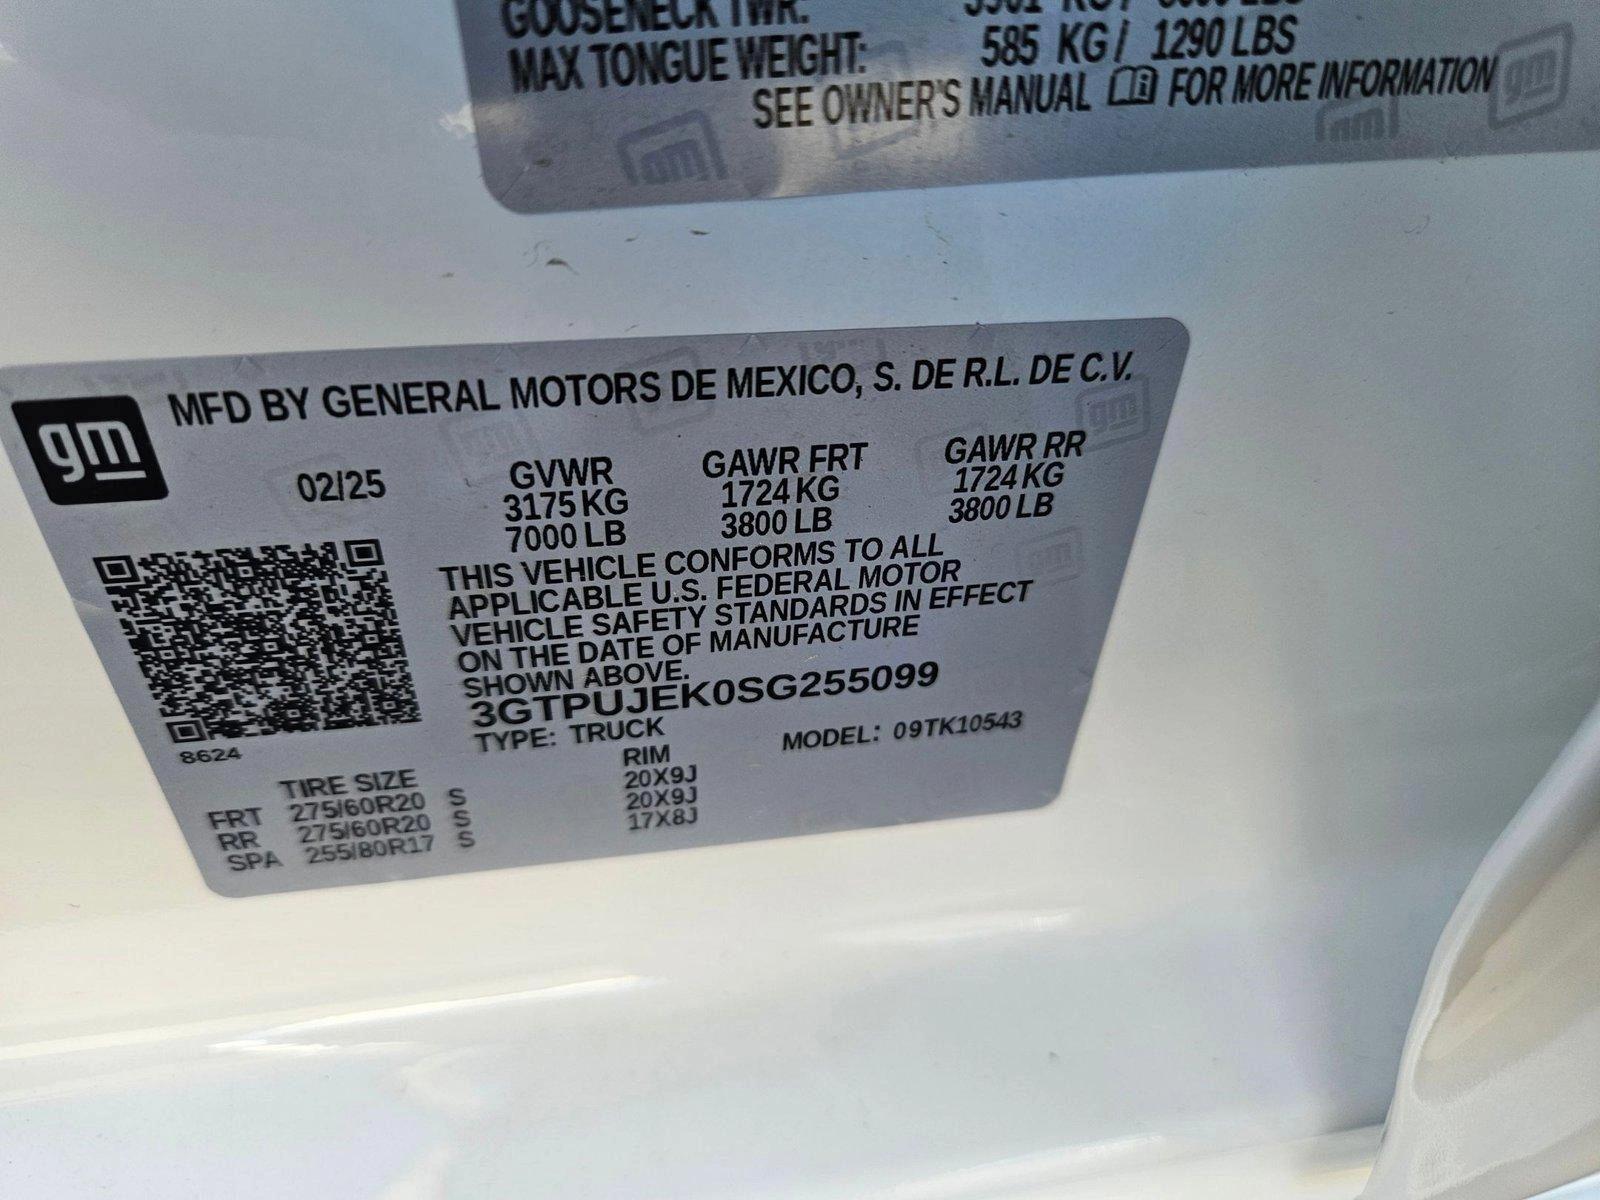 GOOSENECK TWR:
MAX TONGUE WEIGHT: 585 KG / 1290 LBS
SEE OWNER'S MANUAL FOR MORE INFORMATION
gm
MFD BY GENERAL MOTORS DE MEXICO, S. DE R.L. DE C.V.
02/25 GVWR GAWR FRT GAWR RR
3175 KG 1724 KG 1724 KG
7000 LB 3800 LB 3800 LB
THIS VEHICLE CONFORMS TO ALL
APPLICABLE U.S. FEDERAL MOTOR
VEHICLE SAFETY STANDARDS IN EFFECT
ON THE DATE OF MANUFACTURE
SHOWN ABOVE.
3GTPUJEK0SG255099
TYPE: TRUCK MODEL: 09TK10543
8624
TIRE SIZE RIM
FRT 275/60R20 S 20X9J
RR 275/60R20 S 20X9J
SPA 255/80R17 S 17X8J